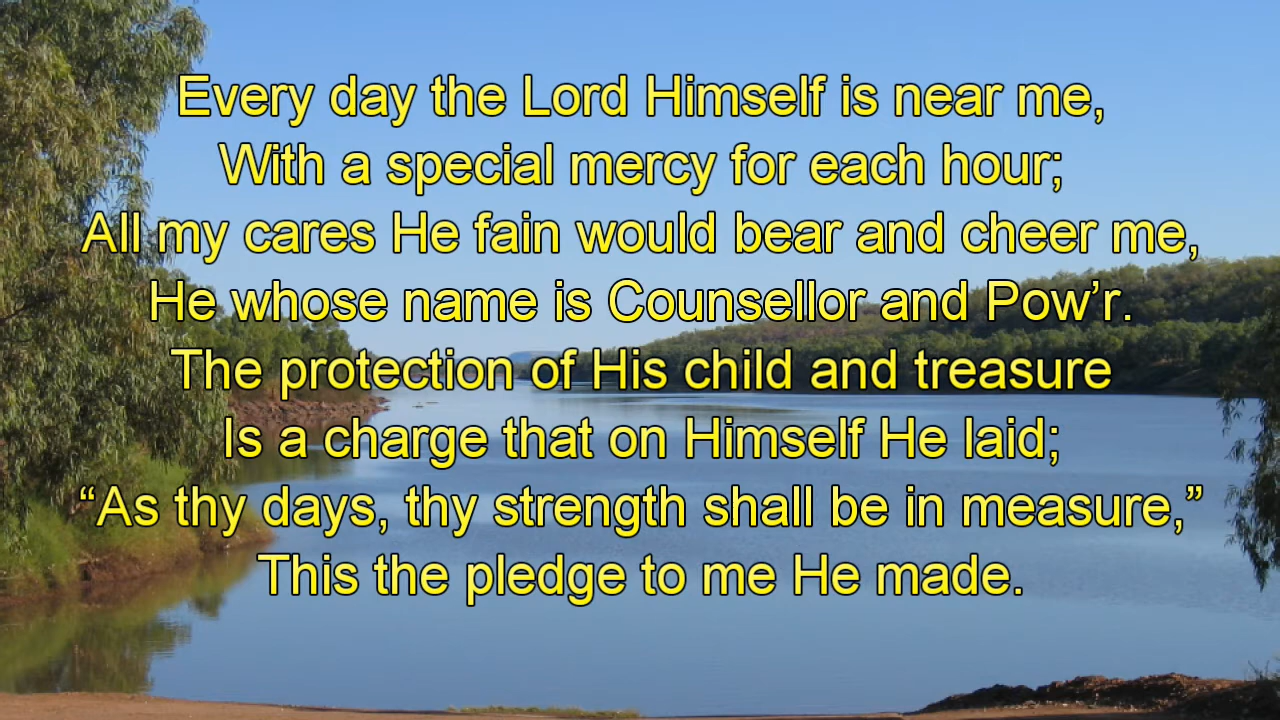 Every day the Lord Himself is near me,
With a special mercy for each hour;
All my cares He fain would bear and cheer me,
He whose name is Counsellor and Pow’r.
The protection of His child and treasure
Is a charge that on Himself He laid;
“As thy days, thy strength shall be in measure,”
This the pledge to me He made.